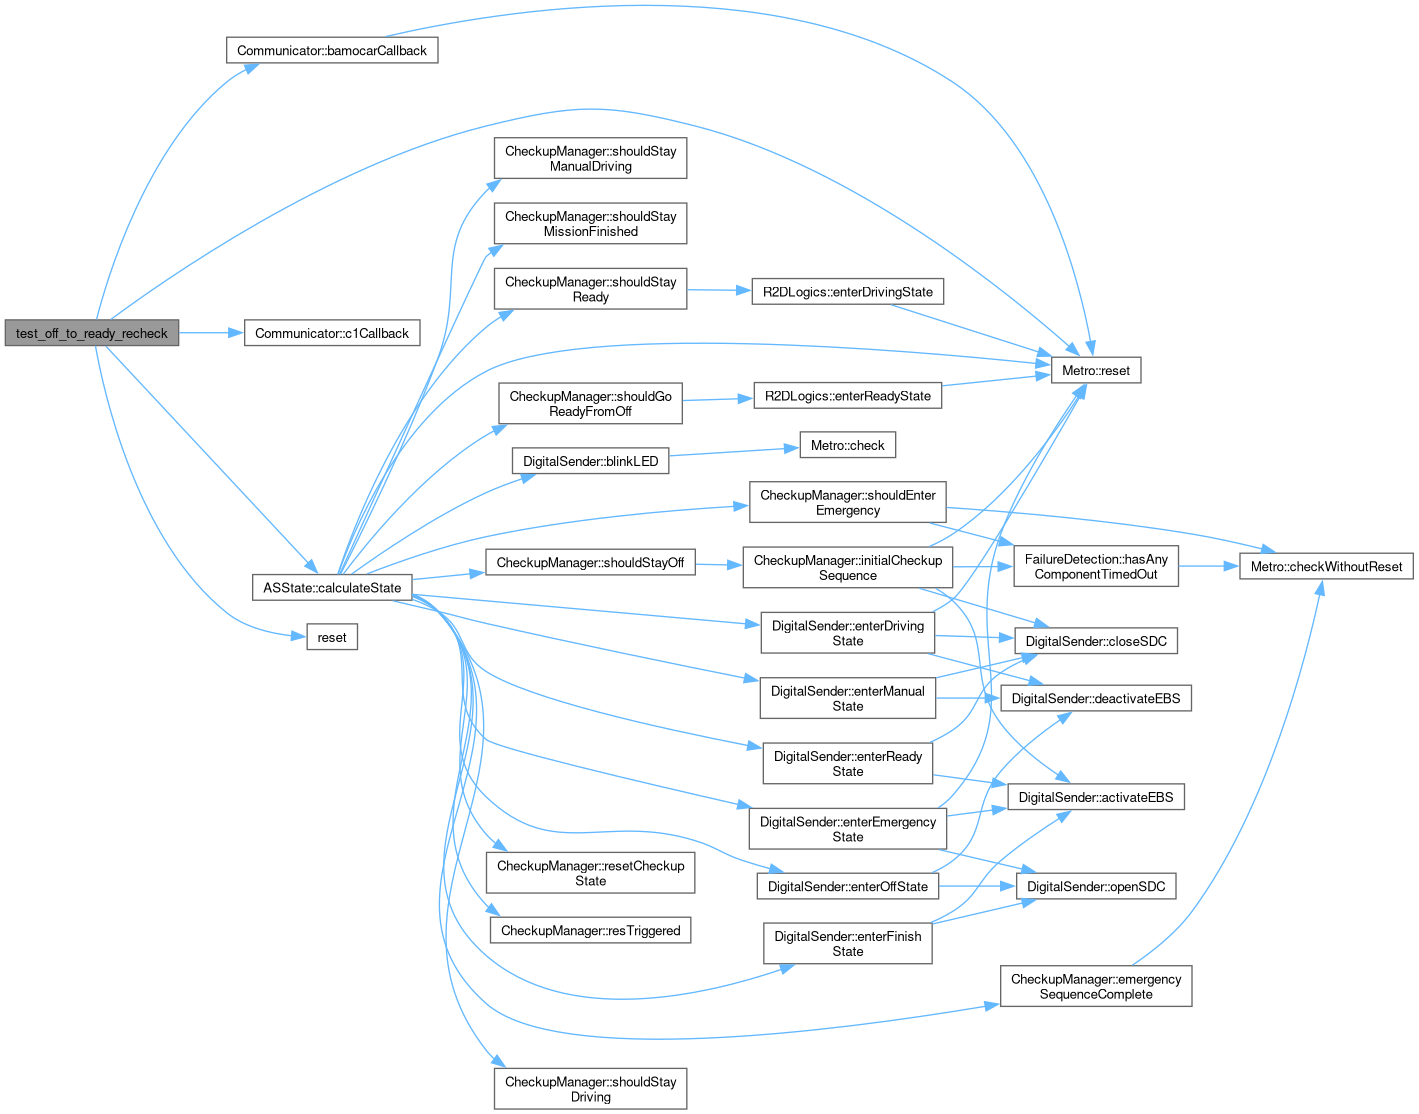 Communicator::bamocarCallback
CheckupManager::shouldStay
ManualDriving
CheckupManager::shouldStay
MissionFinished
CheckupManager::shouldStay
Ready
R2DLogics::enterDrivingState
test_off_to_ready_recheck
Communicator::c1Callback
Metro::reset
CheckupManager::shouldGo
ReadyFromOff
R2DLogics::enterReadyState
DigitalSender::blinkLED
Metro::check
CheckupManager::shouldEnter
Emergency
CheckupManager::shouldStayOff
CheckupManager::initialCheckup
Sequence
FailureDetection::hasAny
ComponentTimedOut
Metro::checkWithoutReset
ASState::calculateState
reset
DigitalSender::enterDriving
State
DigitalSender::closeSDC
DigitalSender::enterManual
State
DigitalSender::deactivateEBS
DigitalSender::enterReady
State
DigitalSender::activateEBS
DigitalSender::enterEmergency
State
CheckupManager::resetCheckup
State
DigitalSender::enterOffState
DigitalSender::openSDC
CheckupManager::resTriggered
DigitalSender::enterFinish
State
CheckupManager::emergency
SequenceComplete
CheckupManager::shouldStay
Driving